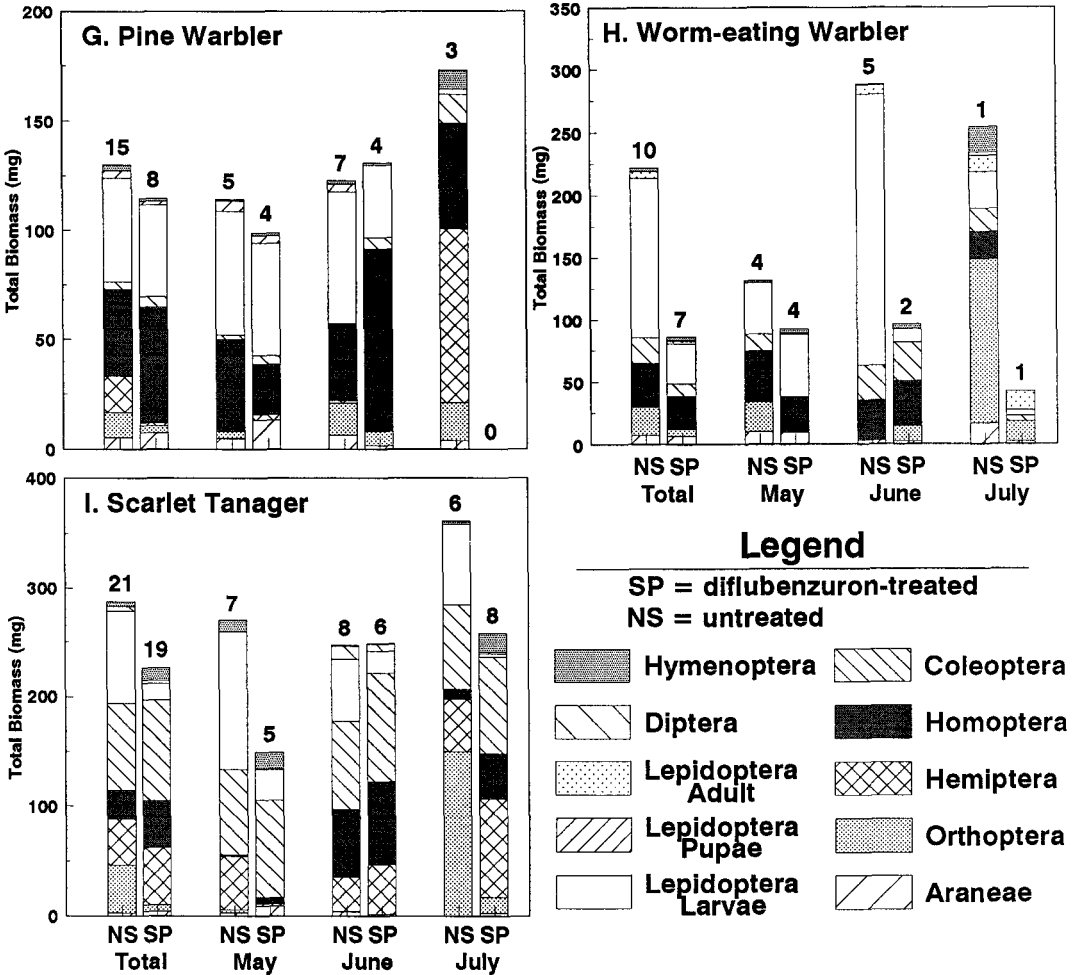 G. Pine Warbler
Total Biomass (mg)
200
150
100
50
0
15
8
5
4
7
4
3
0
H. Worm-eating Warbler
Total Biomass (mg)
350
300
250
200
150
100
50
0
10
7
4
4
5
2
1
1
NS SP NS SP NS SP NS SP
Total May June July
I. Scarlet Tanager
Total Biomass (mg)
400
300
200
100
0
21
19
7
5
8
6
6
8
NS SP NS SP NS SP NS SP
Total May June July
Legend
SP = diflubenzuron-treated
NS = untreated
Hymenoptera
Diptera
Lepidoptera
Adult
Lepidoptera
Pupae
Lepidoptera
Larvae
Coleoptera
Homoptera
Hemiptera
Orthoptera
Araneae